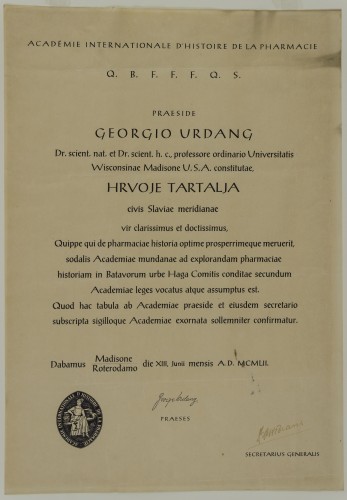 ACADÉMIE INTERNATIONALE D'HISTOIRE DE LA PHARMACIE
Q. B. F. F. F. Q. S.
PRAESIDE
GEORGIO URDANG
Dr. scient. nat. et Dr. scient. h. c., professore ordinario Universitatis
Wisconsinae Madisone U.S.A. constitutae,
HRVOJE TARTALJA
civis Slaviae meridianae
vir clarissimus et doctissimus,
Quippe qui de pharmaciae historia optime prosperrimeque meruerit,
sodalis Academiae mundanae ad explorandam pharmaciae
historiam in Batavorum urbe Haga Comitis conditae secundum
Academiae leges vocatus atque assumptus est.
Quod hac tabula ab Academiae praeside et eiusdem secretario
subscripta sigilloque Academiae exornata sollemniter confirmatur.
Dabamus Madisone
Roterodamo die XIII, Junii mensis A. D. MCMLII.
George Urdang
PRAESES
SECRETARIUS GENERALIS